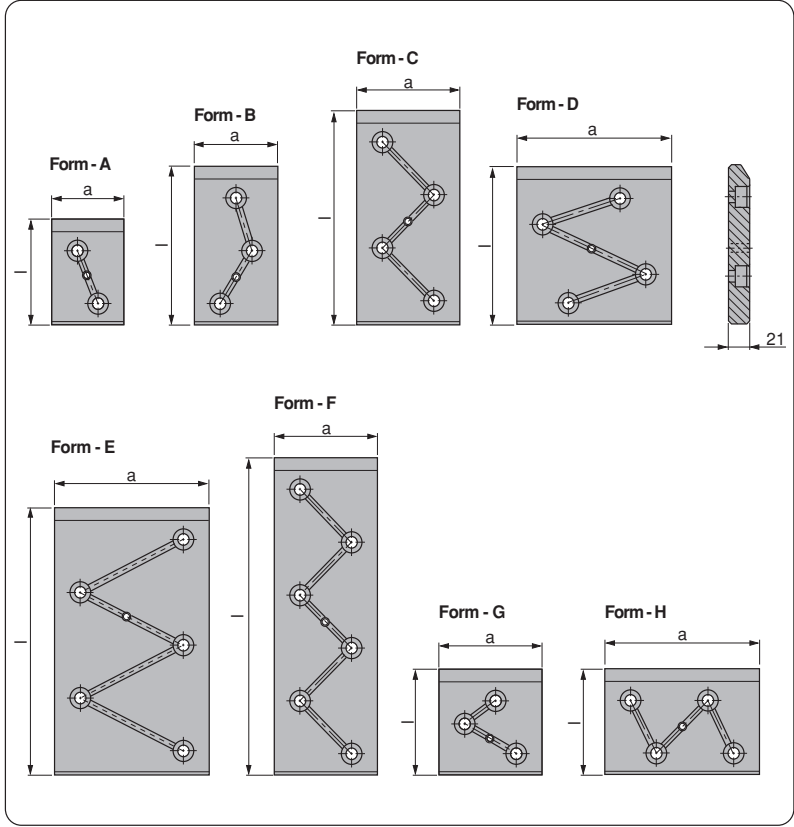 Form - A
a
l
Form - B
a
l
Form - C
a
l
Form - D
a
l
21
Form - E
a
l
Form - F
a
l
Form - G
a
l
Form - H
a
l